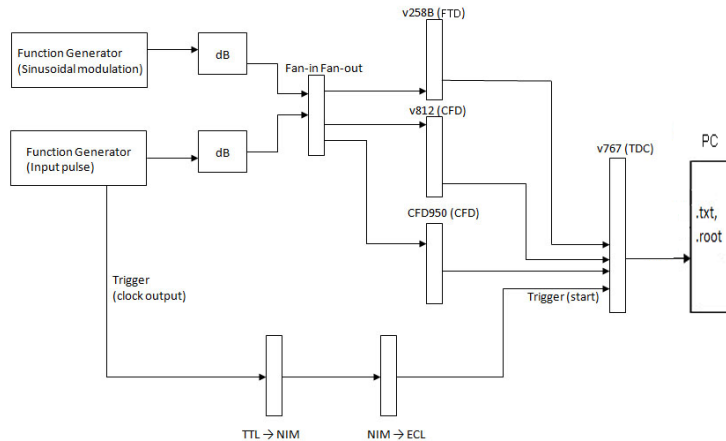 v258B (FTD)
Function Generator
(Sinusoidal modulation)
dB
Fan-in Fan-out
v812 (CFD)
Function Generator
(Input pulse)
dB
v767 (TDC)
PC
.txt,
.root
CFD950 (CFD)
Trigger
(clock output)
Trigger (start)
TTL → NIM
NIM → ECL